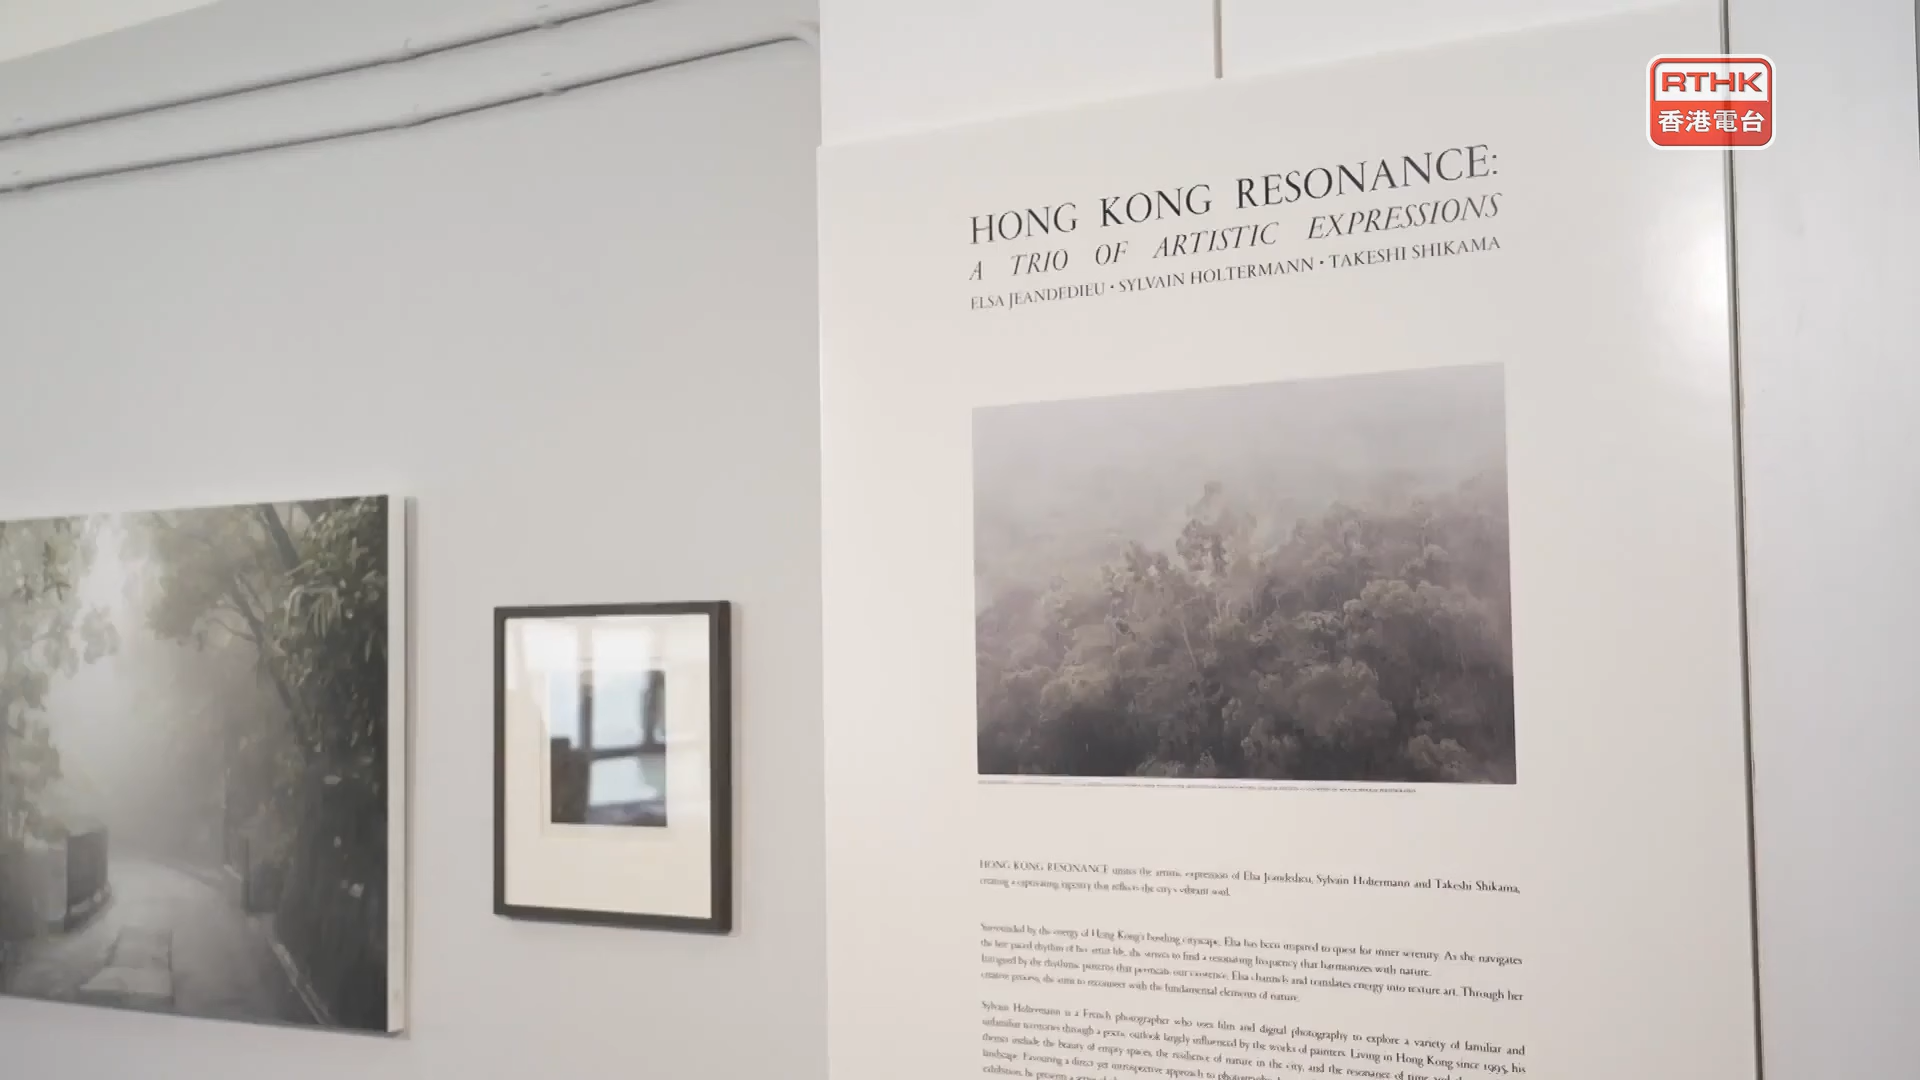 RTHK
香港電台
HONG KONG RESONANCE:
A TRIO OF ARTISTIC EXPRESSIONS
ELSA JEANDEDIEU • SYLVAIN HOLTERMANN • TAKESHI SHIKAMA
HONG KONG RESONANCE unites the artistic expression of Elsa Jeandedieu, Sylvain Holtermann and Takeshi Shikama,
creating a captivating tapestry that reflects the city's vibrant soul.
Surrounded by the energy of Hong Kong's bustling cityscape, Elsa has been inspired to quest for inner serenity. As she navigates
the fast paced rhythm of her artist life, she strives to find a resonating frequency that harmonizes with nature.
Intrigued by the rhythmic patterns that permeate our existence, Elsa channels and translates energy into texture art. Through her
creative process, she aims to reconnect with the fundamental elements of nature.
Sylvain Holtermann is a French photographer who uses film and digital photography to explore a variety of familiar and
unfamiliar territories through a poetic outlook largely influenced by the works of painters. Living in Hong Kong since 1995, his
themes include the beauty of empty spaces, the resilience of nature in the city, and the resonance of time and
landscape. Favouring a direct yet introspective approach to
exhibition, he presents a series of